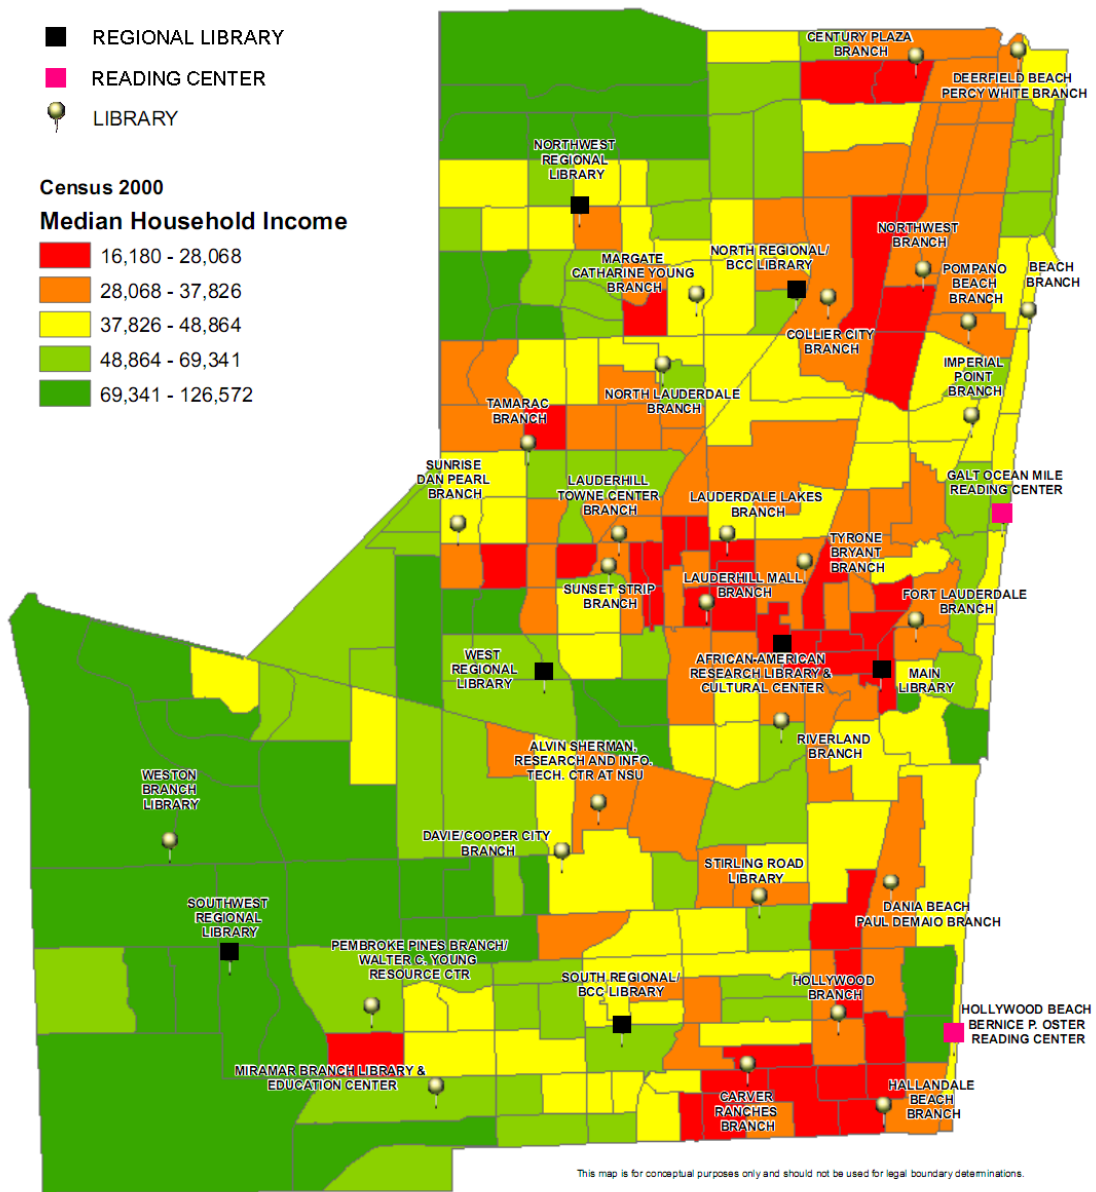 REGIONAL LIBRARY
READING CENTER
LIBRARY
Census 2000
Median Household Income
16,180 - 28,068
28,068 - 37,826
37,826 - 48,864
48,864 - 69,341
69,341 - 126,572
CENTURY PLAZA
BRANCH
DEERFIELD BEACH
PERCY WHITE BRANCH
NORTHWEST
REGIONAL
LIBRARY
NORTHWEST
BRANCH
NORTH REGIONAL/
BCC LIBRARY
MARGATE
CATHARINE YOUNG
BRANCH
POMPANO
BEACH
BRANCH
BEACH
BRANCH
COLLIER CITY
BRANCH
IMPERIAL
POINT
BRANCH
NORTH LAUDERDALE
BRANCH
TAMARAC
BRANCH
SUNRISE
DAN PEARL
BRANCH
LAUDERHILL
TOWNE CENTER
BRANCH
LAUDERDALE LAKES
BRANCH
GALT OCEAN MILE
READING CENTER
TYRONE
BRYANT
BRANCH
SUNSET STRIP
BRANCH
LAUDERHILL MALL
BRANCH
FORT LAUDERDALE
BRANCH
WEST
REGIONAL
LIBRARY
AFRICAN-AMERICAN
RESEARCH LIBRARY &
CULTURAL CENTER
MAIN
LIBRARY
RIVERLAND
BRANCH
ALVIN SHERMAN,
RESEARCH AND INFO.
TECH. CTR AT NSU
WESTON
BRANCH
LIBRARY
DAVIE/COOPER CITY
BRANCH
STIRLING ROAD
LIBRARY
DANIA BEACH
PAUL DEMAIO BRANCH
SOUTHWEST
REGIONAL
LIBRARY
PEMBROKE PINES BRANCH/
WALTER C. YOUNG
RESOURCE CTR
SOUTH REGIONAL/
BCC LIBRARY
HOLLYWOOD
BRANCH
HOLLYWOOD BEACH
BERNICE P. OSTER
READING CENTER
MIRAMAR BRANCH LIBRARY &
EDUCATION CENTER
CARVER
RANCHES
BRANCH
HALLANDALE
BEACH
BRANCH
This map is for conceptual purposes only and should not be used for legal boundary determinations.